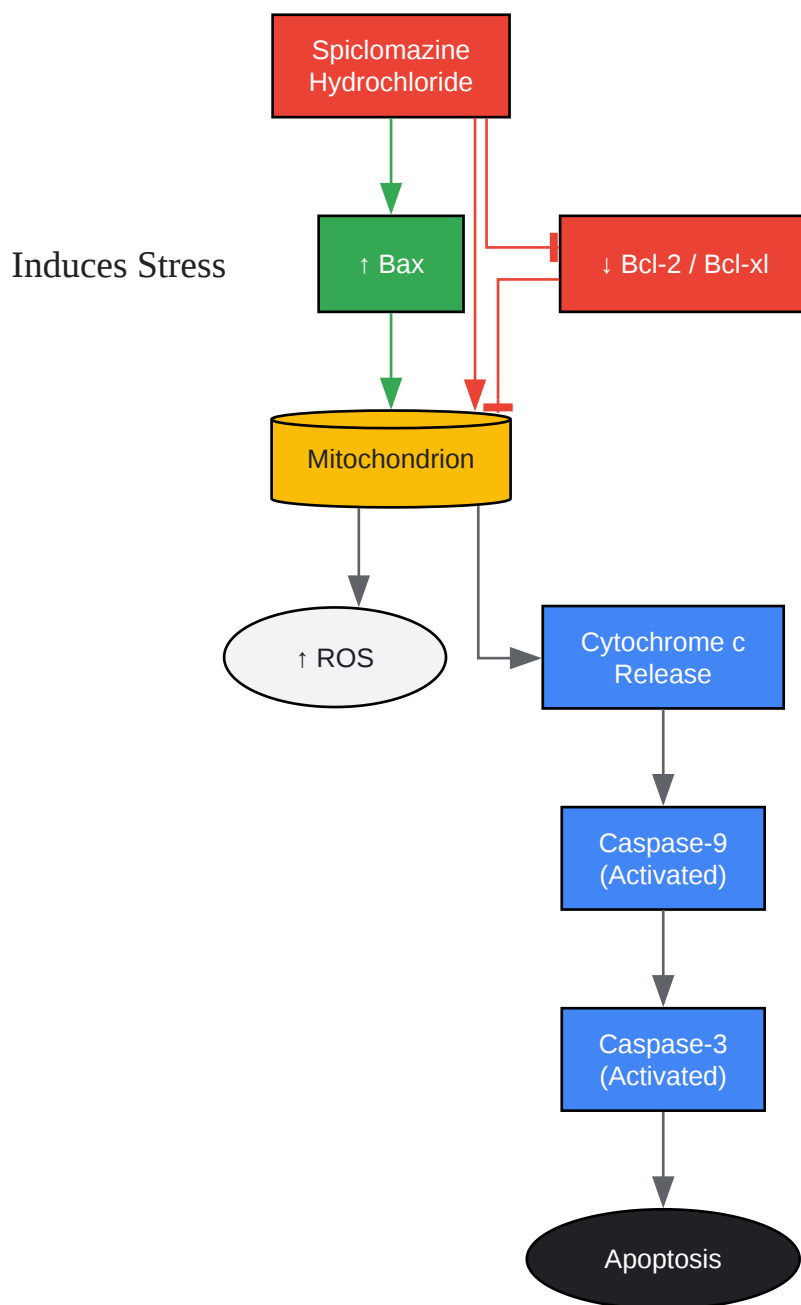 Spiclomazine
Hydrochloride
Induces Stress
↑ Bax
↓ Bcl-2 / Bcl-xl
Mitochondrion
↑ ROS
Cytochrome c
Release
Caspase-9
(Activated)
Caspase-3
(Activated)
Apoptosis